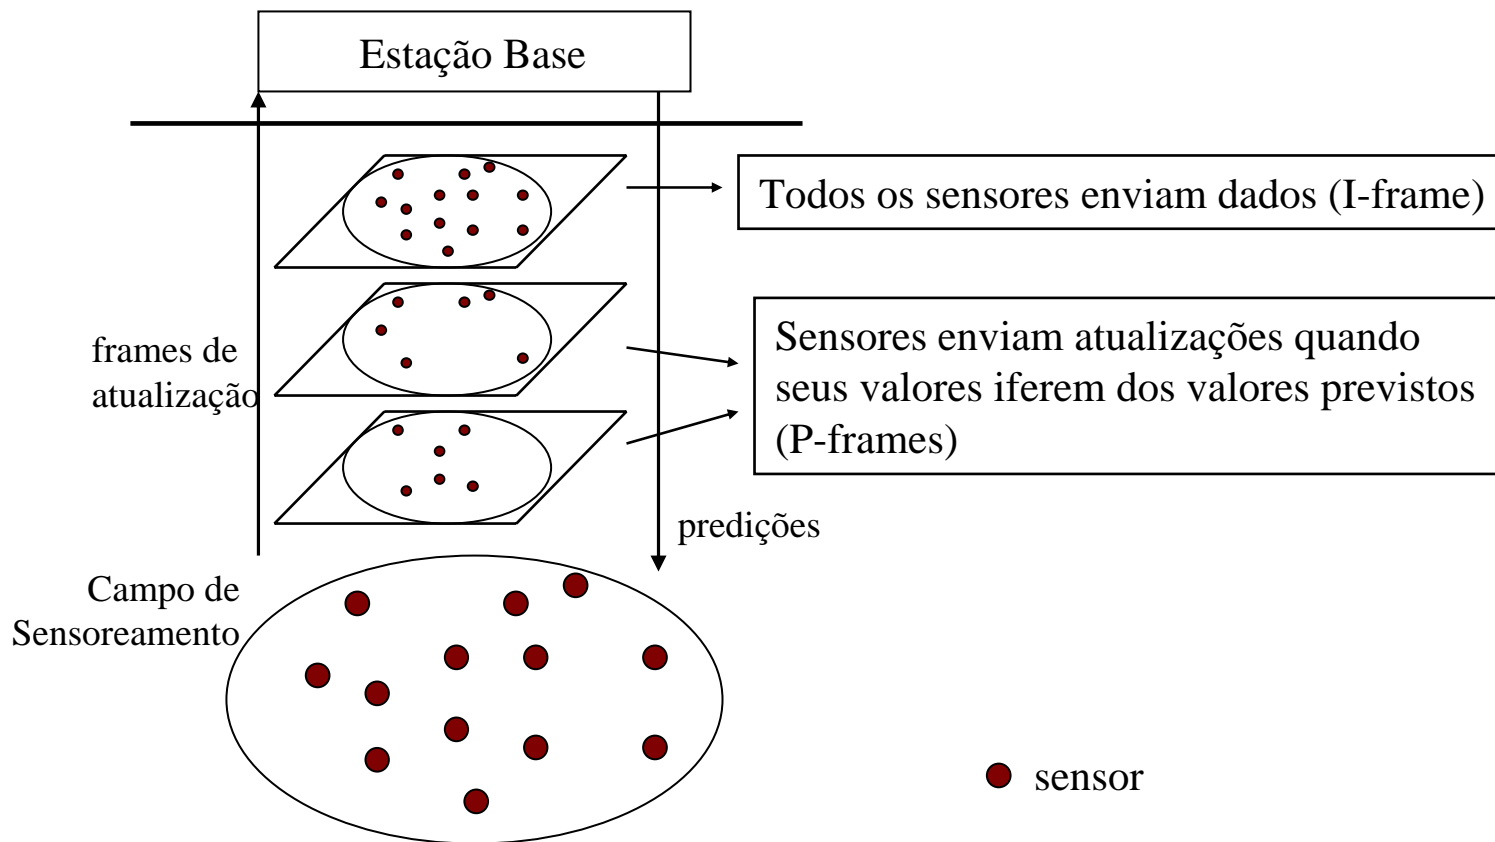 Estação Base
Todos os sensores enviam dados (I-frame)
frames de
atualização
Sensores enviam atualizações quando
seus valores iferem dos valores previstos
(P-frames)
predições
Campo de
Sensoreamento
sensor